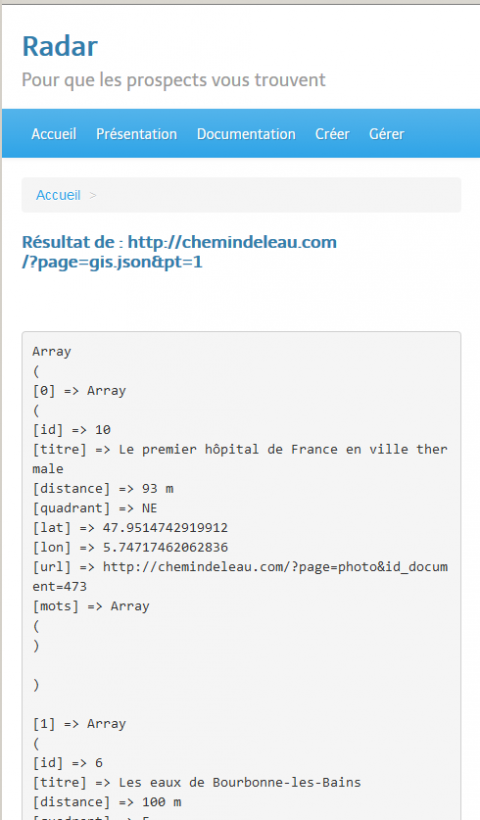 Radar
Pour que les prospects vous trouvent
Accueil Présentation Documentation Créer Gérer
Accueil >
Résultat de : http://chemindeleau.com
/?page=gis.json&pt=1
Array
(
[0] => Array
(
[id] => 10
[titre] => Le premier hôpital de France en ville ther
male
[distance] => 93 m
[quadrant] => NE
[lat] => 47.9514742919912
[lon] => 5.74717462062836
[url] => http://chemindeleau.com/?page=photo&id_docum
ent=473
[mots] => Array
(
)
)
[1] => Array
(
[id] => 6
[titre] => Les eaux de Bourbonne-les-Bains
[distance] => 100 m